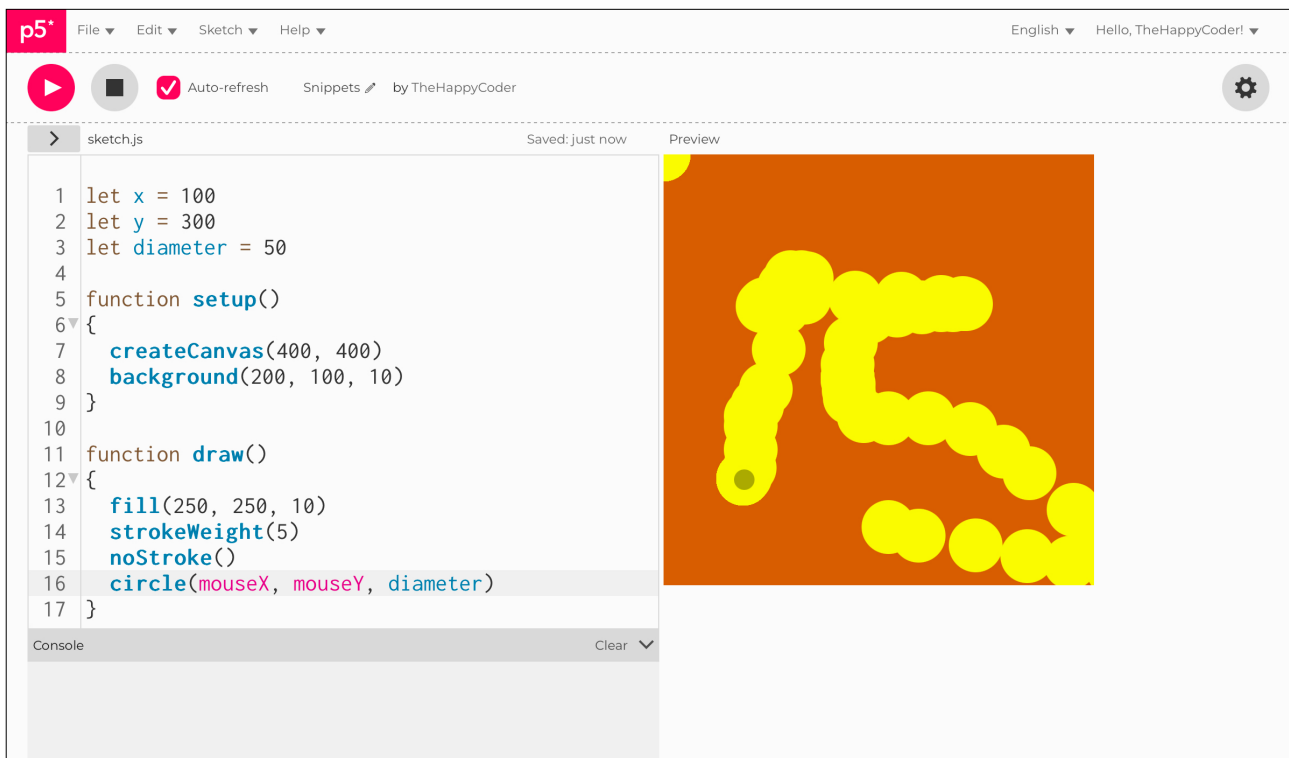 p5* File Edit Sketch Help English Hello, TheHappyCoder!
Auto-refresh Snippets by TheHappyCoder
sketch.js Saved: just now Preview
1 let x = 100
2 let y = 300
3 let diameter = 50
4
5 function setup()
6 {
7 createCanvas(400, 400)
8 background(200, 100, 10)
9 }
10
11 function draw()
12 {
13 fill(250, 250, 10)
14 strokeWeight(5)
15 noStroke()
16 circle(mouseX, mouseY, diameter)
17 }
Console Clear